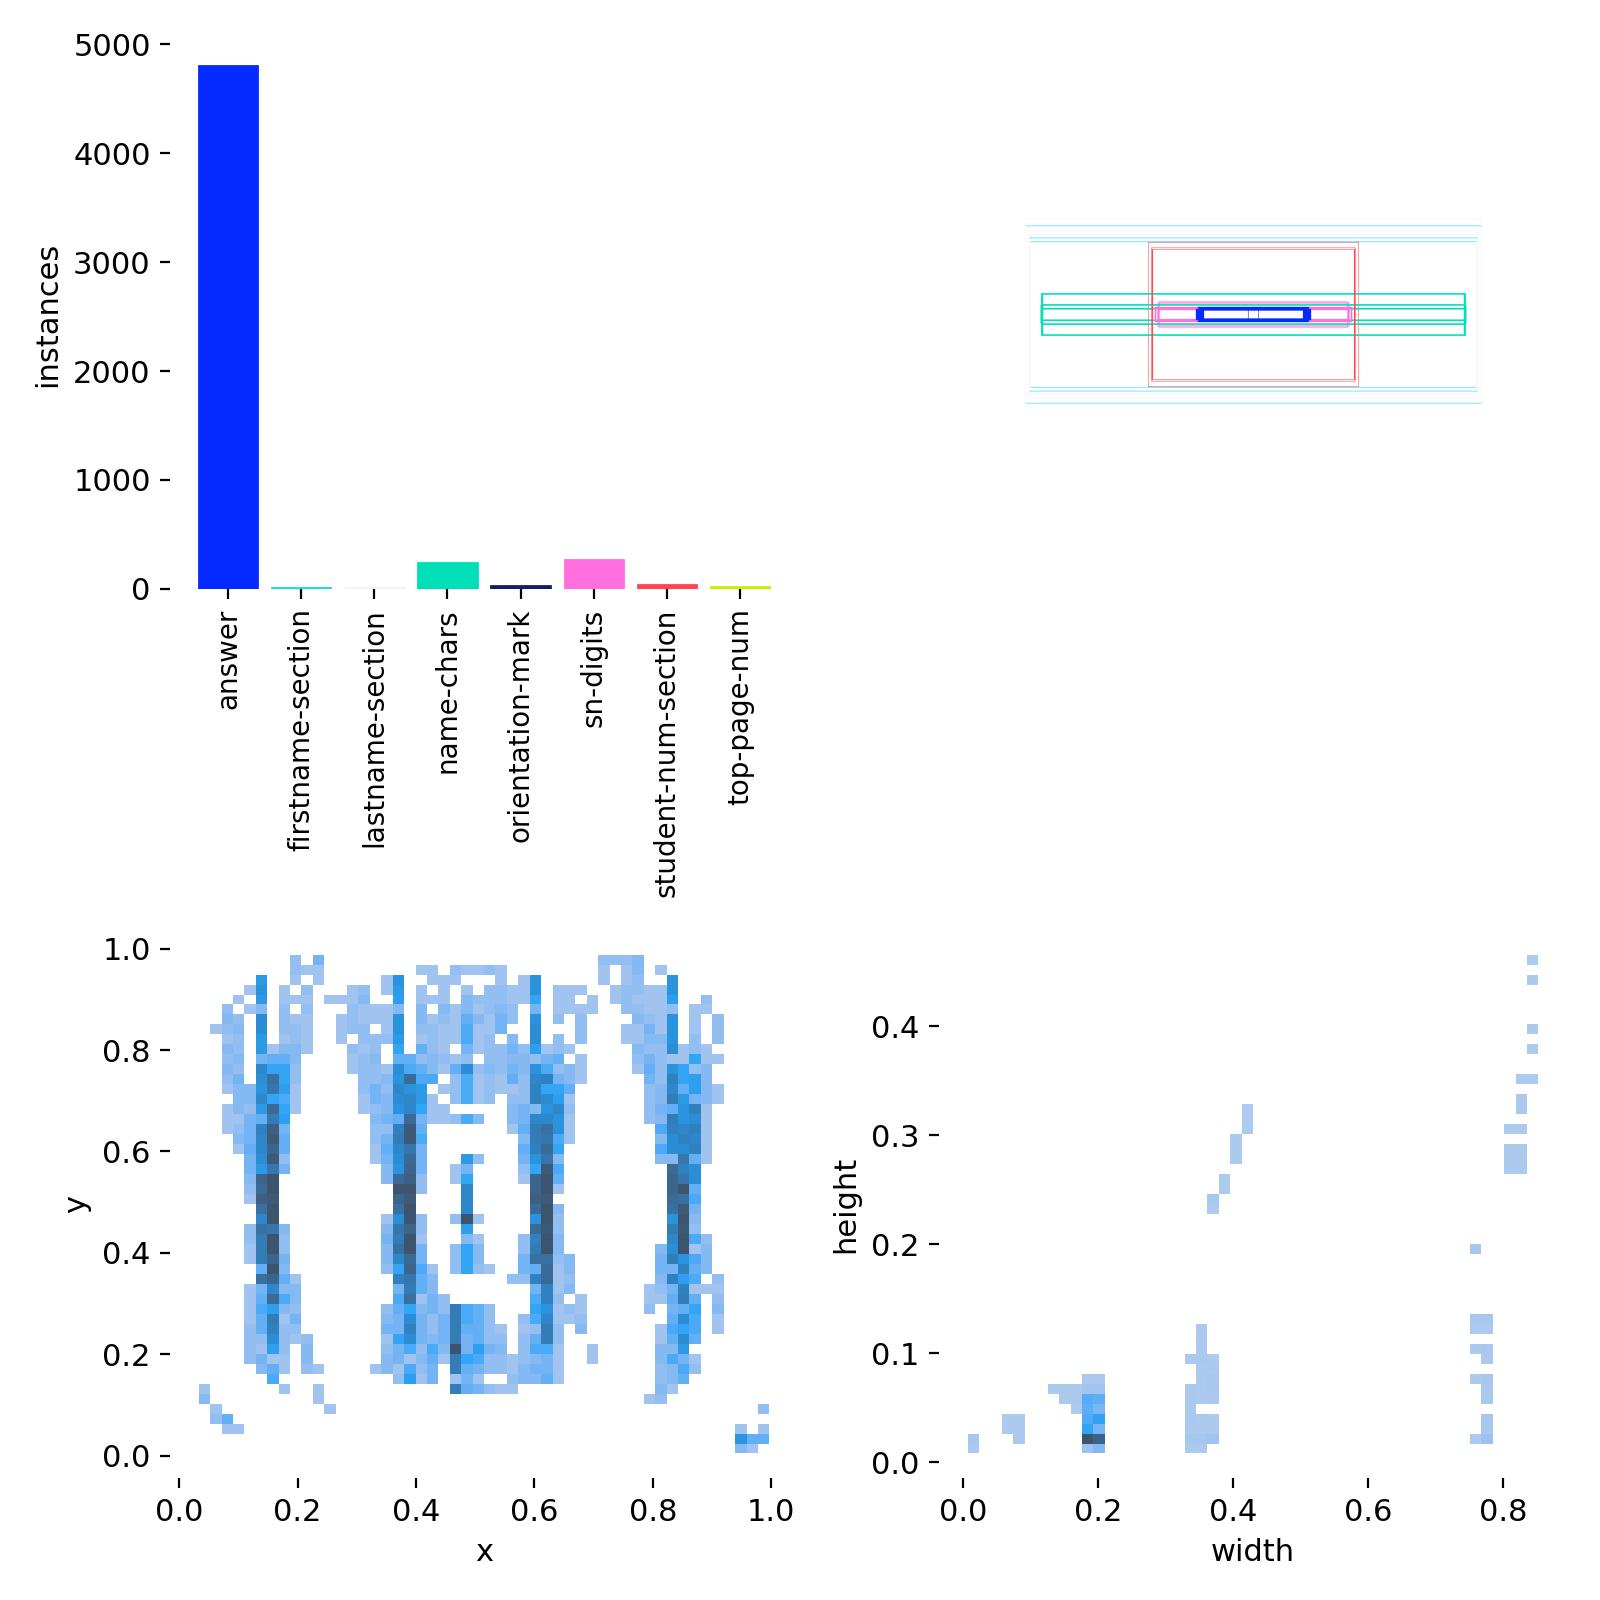 5000
4000
3000
2000
1000
0
instances
answer
firstname-section
lastname-section
name-chars
orientation-mark
sn-digits
student-num-section
top-page-num
1.0
0.8
0.6
0.4
0.2
0.0
y
0.0 0.2 0.4 0.6 0.8 1.0
x
0.4
0.3
0.2
0.1
0.0
height
0.0 0.2 0.4 0.6 0.8
width